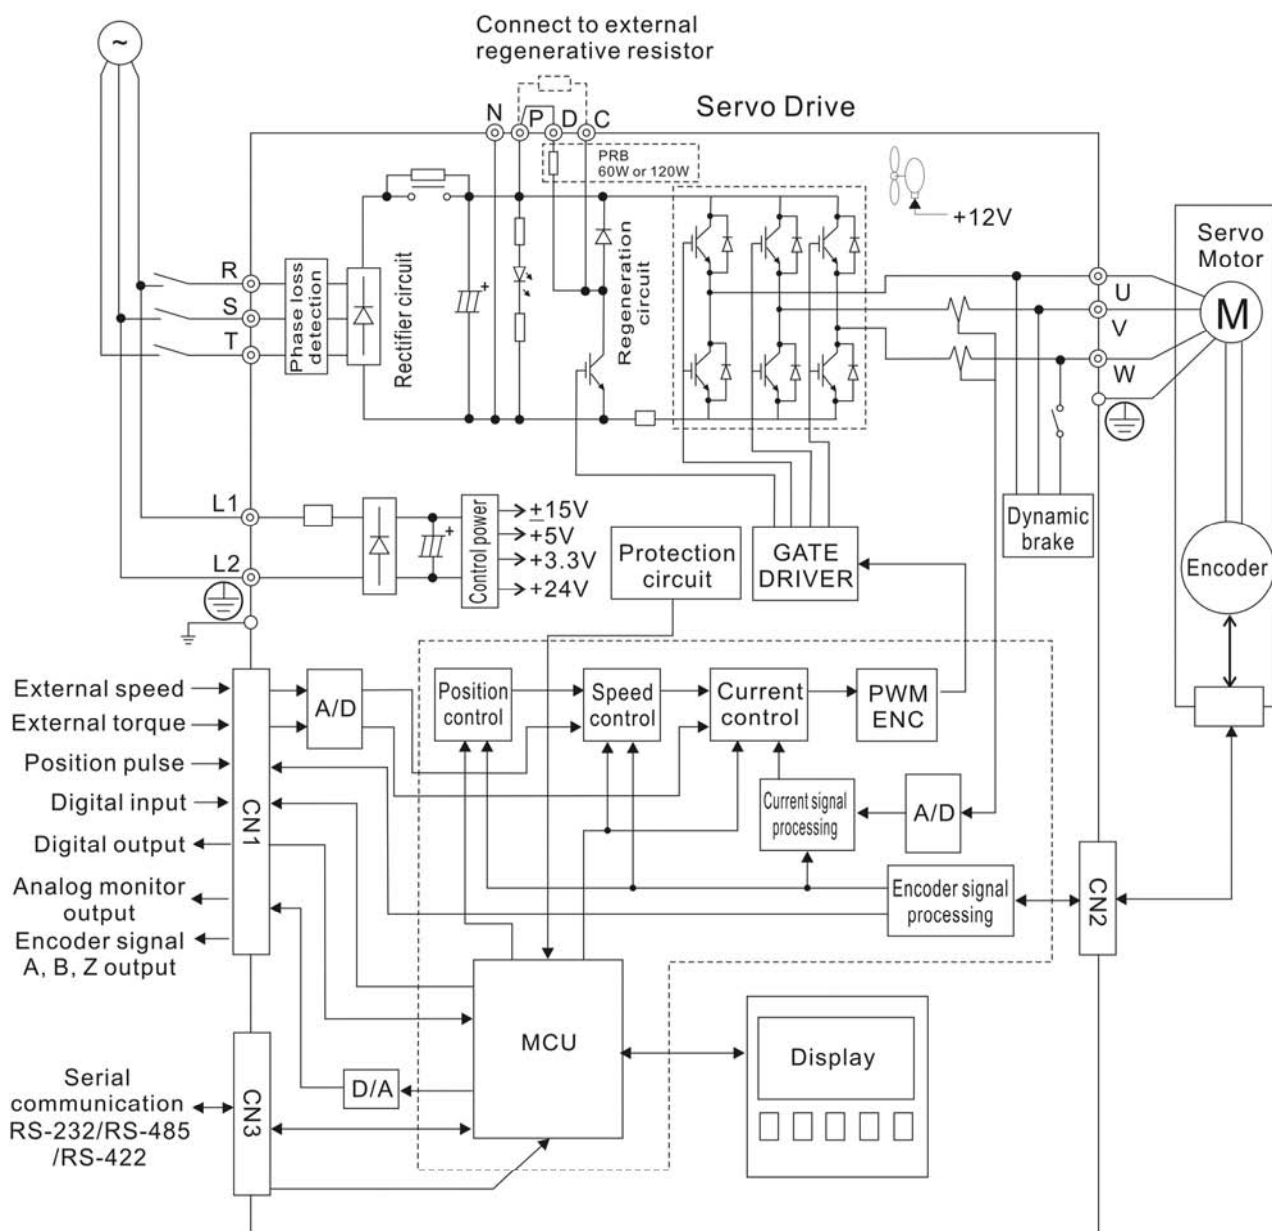 Connect to external
regenerative resistor
~
N
P
D
C
Servo Drive
PRB
60W or 120W
+12V
Servo
Motor
R
S
T
Phase loss
detection
Rectifier circuit
+
Regeneration
circuit
U
V
W
M
L1
L2
+
Control power
±15V
+5V
+3.3V
+24V
Protection
circuit
GATE
DRIVER
Dynamic
brake
Encoder
External speed
External torque
Position pulse
Digital input
Digital output
Analog monitor
output
Encoder signal
A, B, Z output
CN1
A/D
Position
control
Speed
control
Current
control
PWM
ENC
Current signal
processing
A/D
Encoder signal
processing
CN2
MCU
Display
D/A
Serial
communication
RS-232/RS-485
/RS-422
CN3